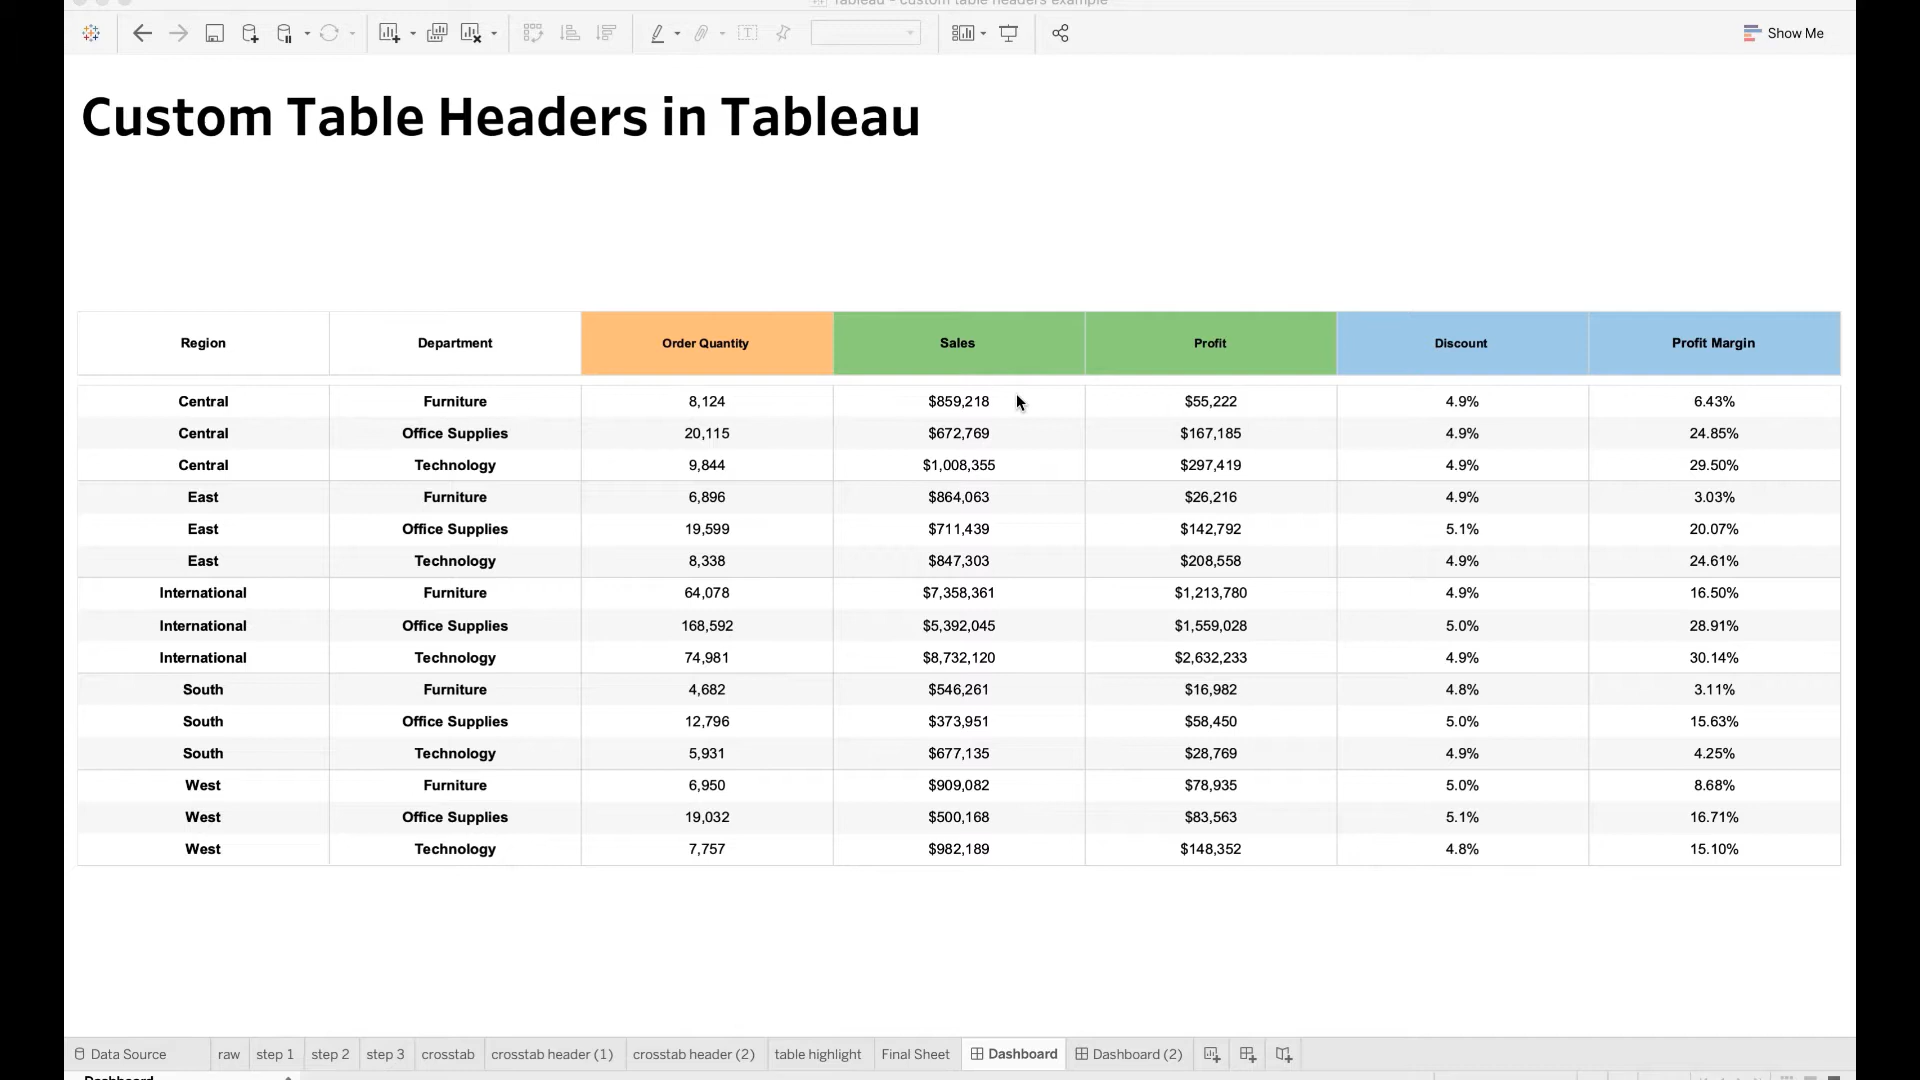 Tableau - custom table headers example
Show Me
Custom Table Headers in Tableau
Region Department Order Quantity Sales Profit Discount Profit Margin
Central Furniture 8,124 $859,218 $55,222 4.9% 6.43%
Central Office Supplies 20,115 $672,769 $167,185 4.9% 24.85%
Central Technology 9,844 $1,008,355 $297,419 4.9% 29.50%
East Furniture 6,896 $864,063 $26,216 4.9% 3.03%
East Office Supplies 19,599 $711,439 $142,792 5.1% 20.07%
East Technology 8,338 $847,303 $208,558 4.9% 24.61%
International Furniture 64,078 $7,358,361 $1,213,780 4.9% 16.50%
International Office Supplies 168,592 $5,392,045 $1,559,028 5.0% 28.91%
International Technology 74,981 $8,732,120 $2,632,233 4.9% 30.14%
South Furniture 4,682 $546,261 $16,982 4.8% 3.11%
South Office Supplies 12,796 $373,951 $58,450 5.0% 15.63%
South Technology 5,931 $677,135 $28,769 4.9% 4.25%
West Furniture 6,950 $909,082 $78,935 5.0% 8.68%
West Office Supplies 19,032 $500,168 $83,563 5.1% 16.71%
West Technology 7,757 $982,189 $148,352 4.8% 15.10%
Data Source raw step 1 step 2 step 3 crosstab crosstab header (1) crosstab header (2) table highlight Final Sheet Dashboard Dashboard (2)
Dashboard